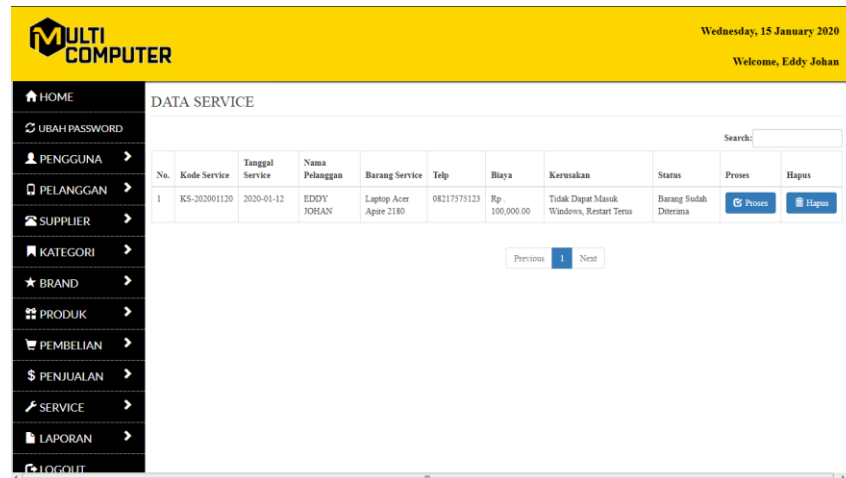 MULTI
COMPUTER
Wednesday, 15 January 2020
Welcome, Eddy Johan
HOME
UBAH PASSWORD
PENGGUNA
PELANGGAN
SUPPLIER
KATEGORI
BRAND
PRODUK
PEMBELIAN
$ PENJUALAN
SERVICE
LAPORAN
LOGOUT
DATA SERVICE
Search:
No. Kode Service Tanggal Service Nama Pelanggan Barang Service Telp Biaya Kerusakan Status Proses Hapus
1 KS-202001120 2020-01-12 EDDY JOHAN Laptop Acer Apire 2180 08217575123 Rp . 100,000.00 Tidak Dapat Masuk Windows, Restart Terus Barang Sudah Diterima Proses Hapus
Previous 1 Next